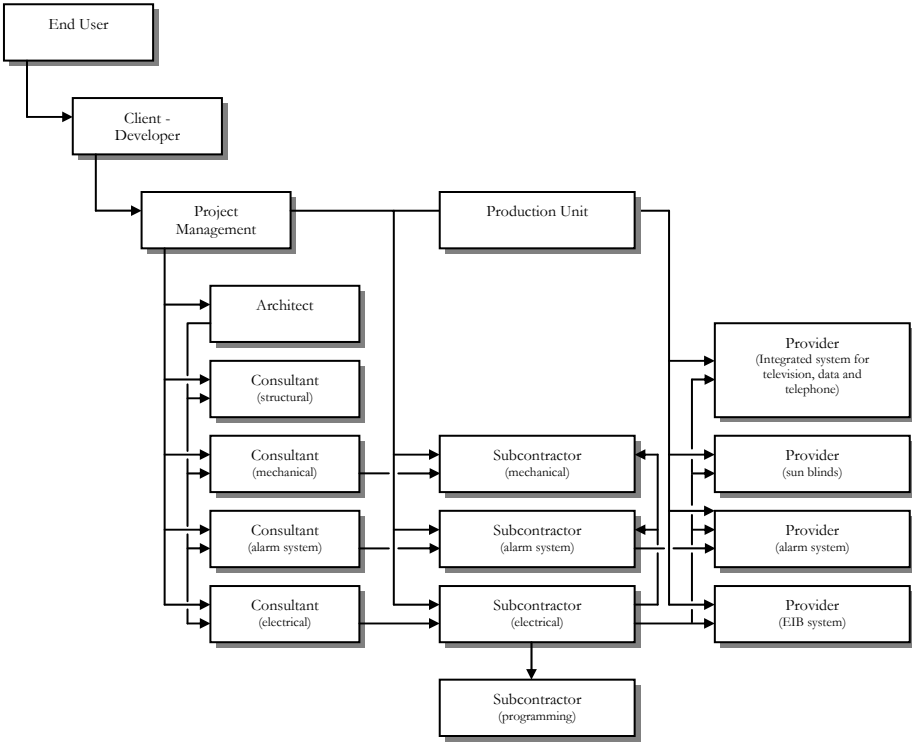 End User
Client -
Developer
Project
Management
Production Unit
Architect
Consultant
(structural)
Consultant
(mechanical)
Consultant
(alarm system)
Consultant
(electrical)
Subcontractor
(mechanical)
Subcontractor
(alarm system)
Subcontractor
(electrical)
Subcontractor
(programming)
Provider
(Integrated system for
television, data and
telephone)
Provider
(sun blinds)
Provider
(alarm system)
Provider
(EIB system)